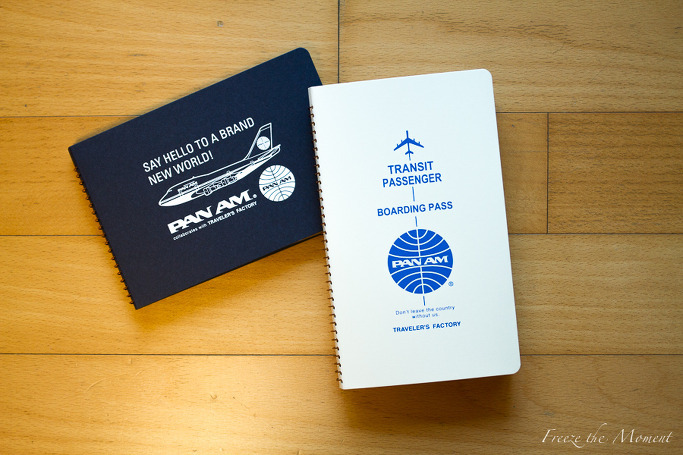 SAY HELLO TO A BRAND
NEW WORLD!
PAN AM.
collaborates with TRAVELER'S FACTORY
TRANSIT
PASSENGER
BOARDING PASS
PAN AM
®
Don't leave the country
without us.
TRAVELER'S FACTORY
Freeze the Moment